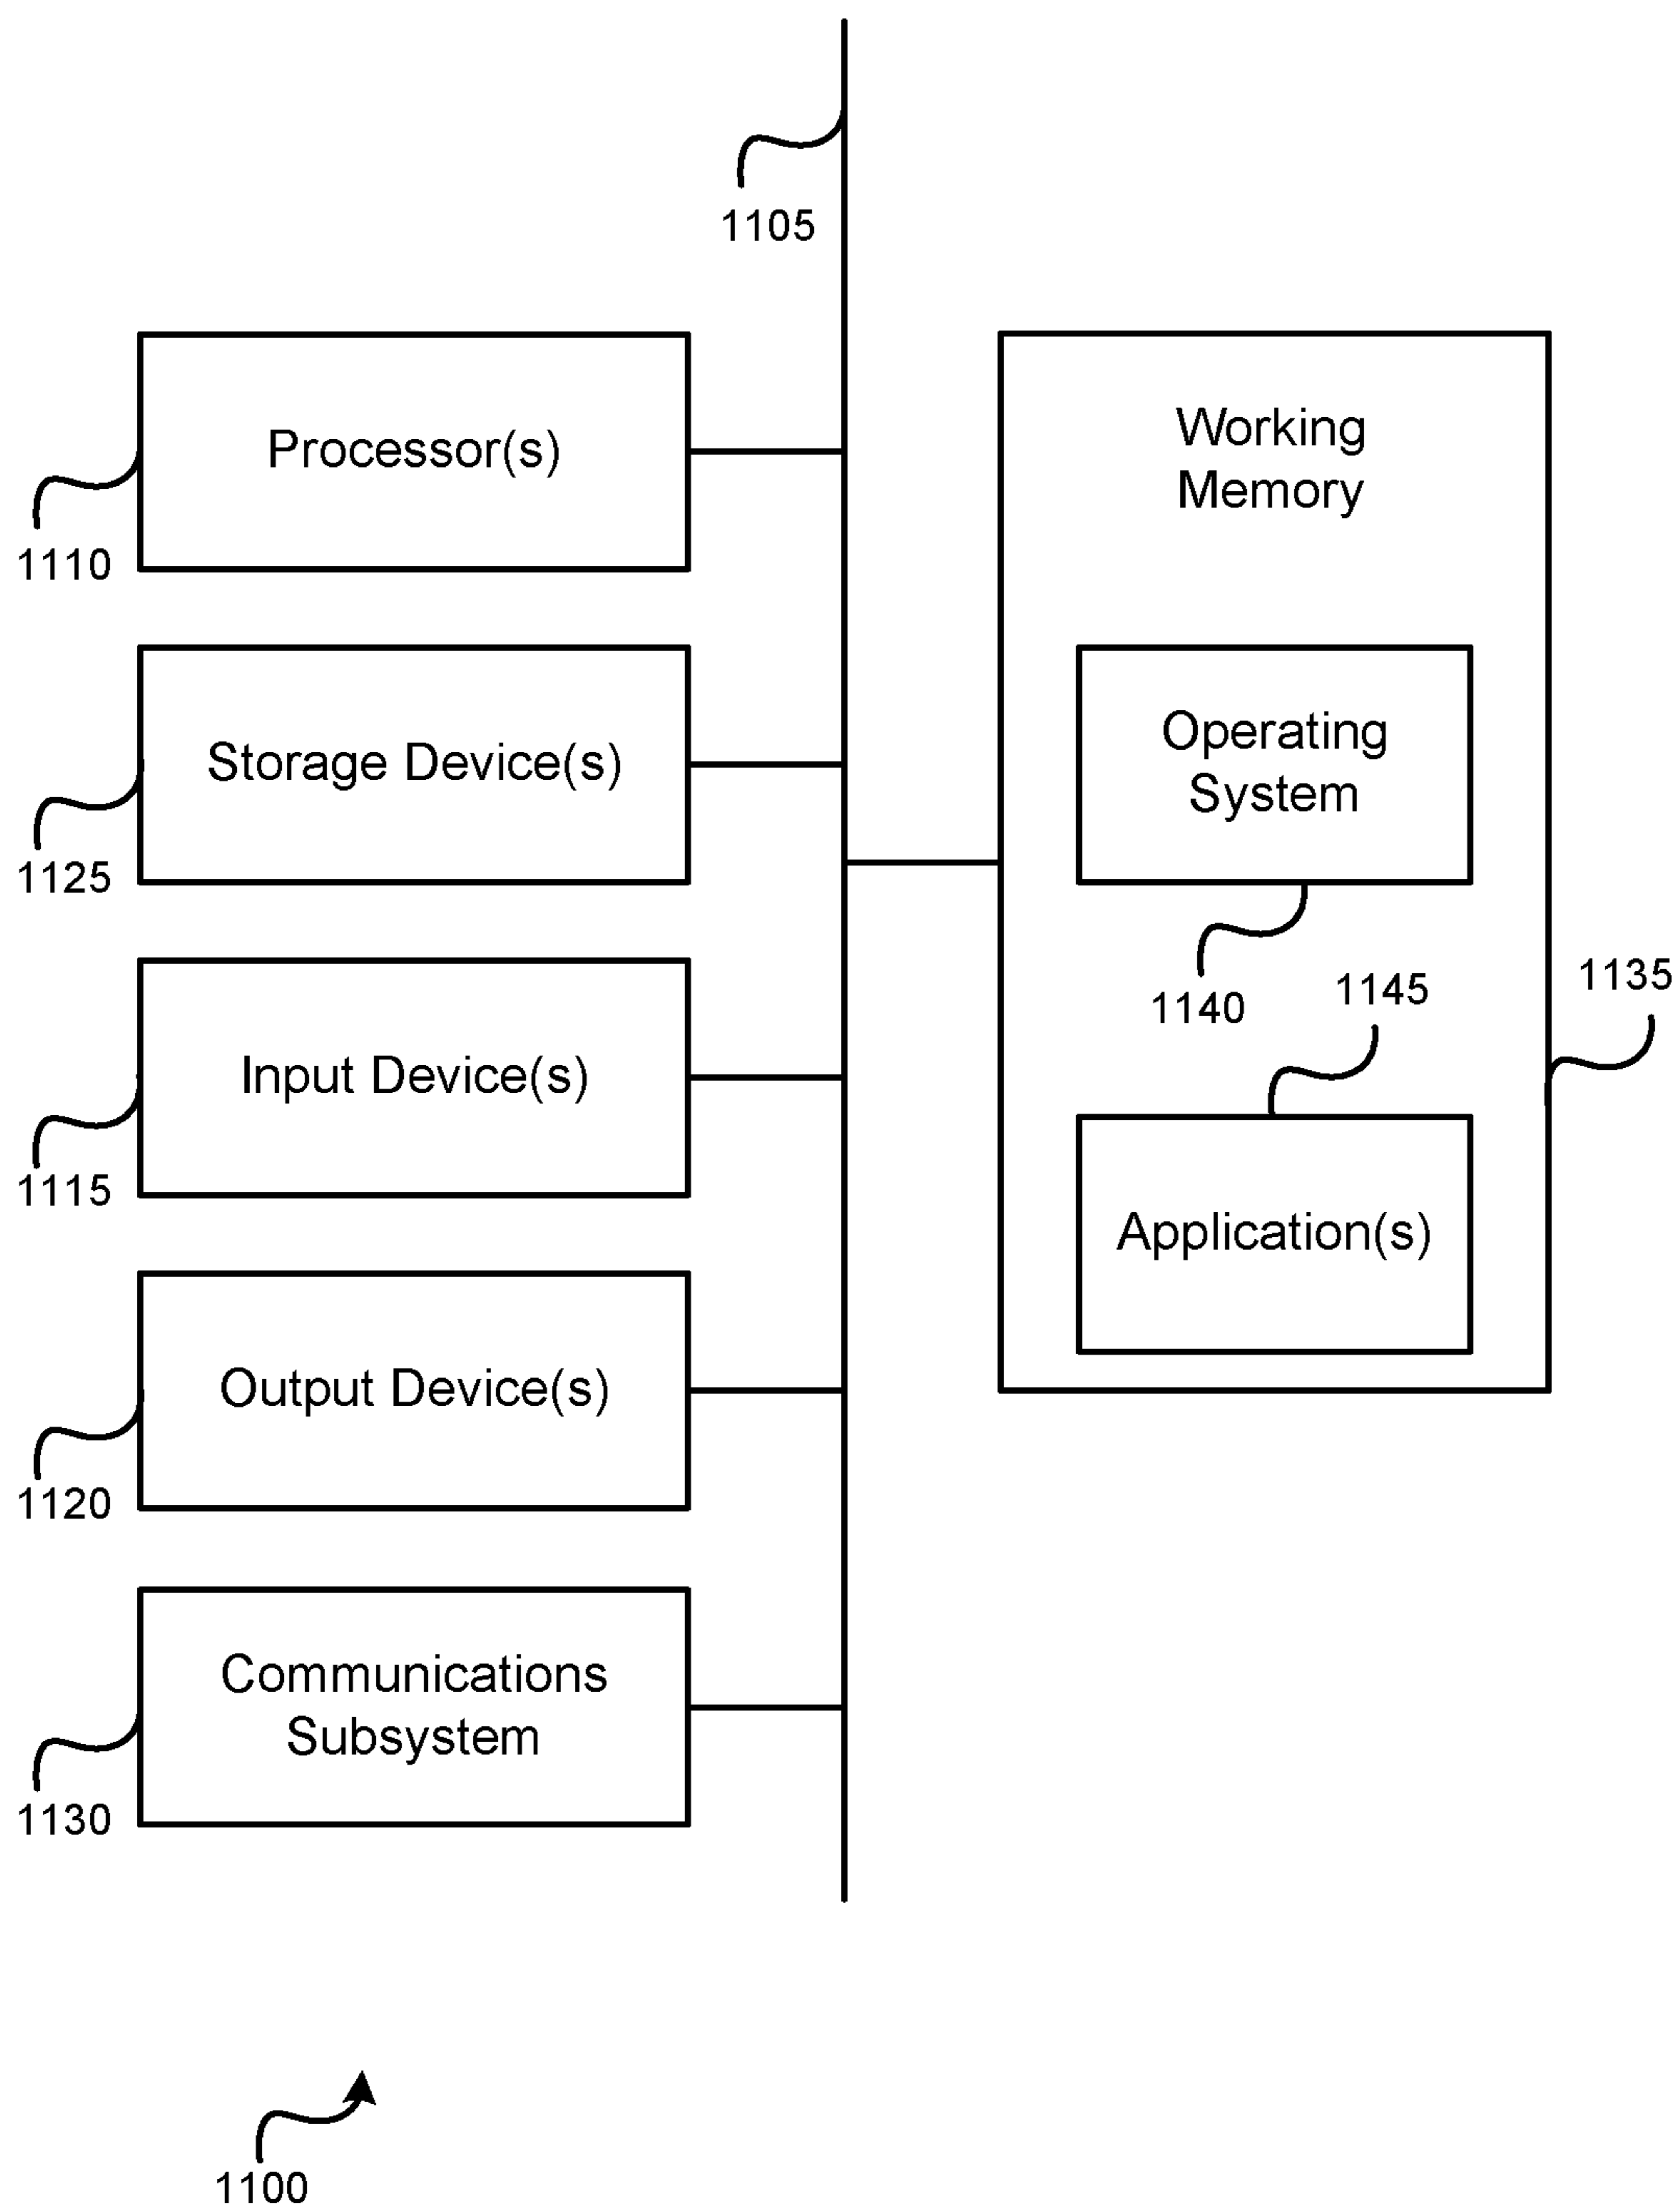 1105
Processor(s)
1110
Storage Device(s)
1125
Input Device(s)
1115
Output Device(s)
1120
Communications
Subsystem
1130
Working
Memory
Operating
System
1140
1145
1135
Application(s)
1100